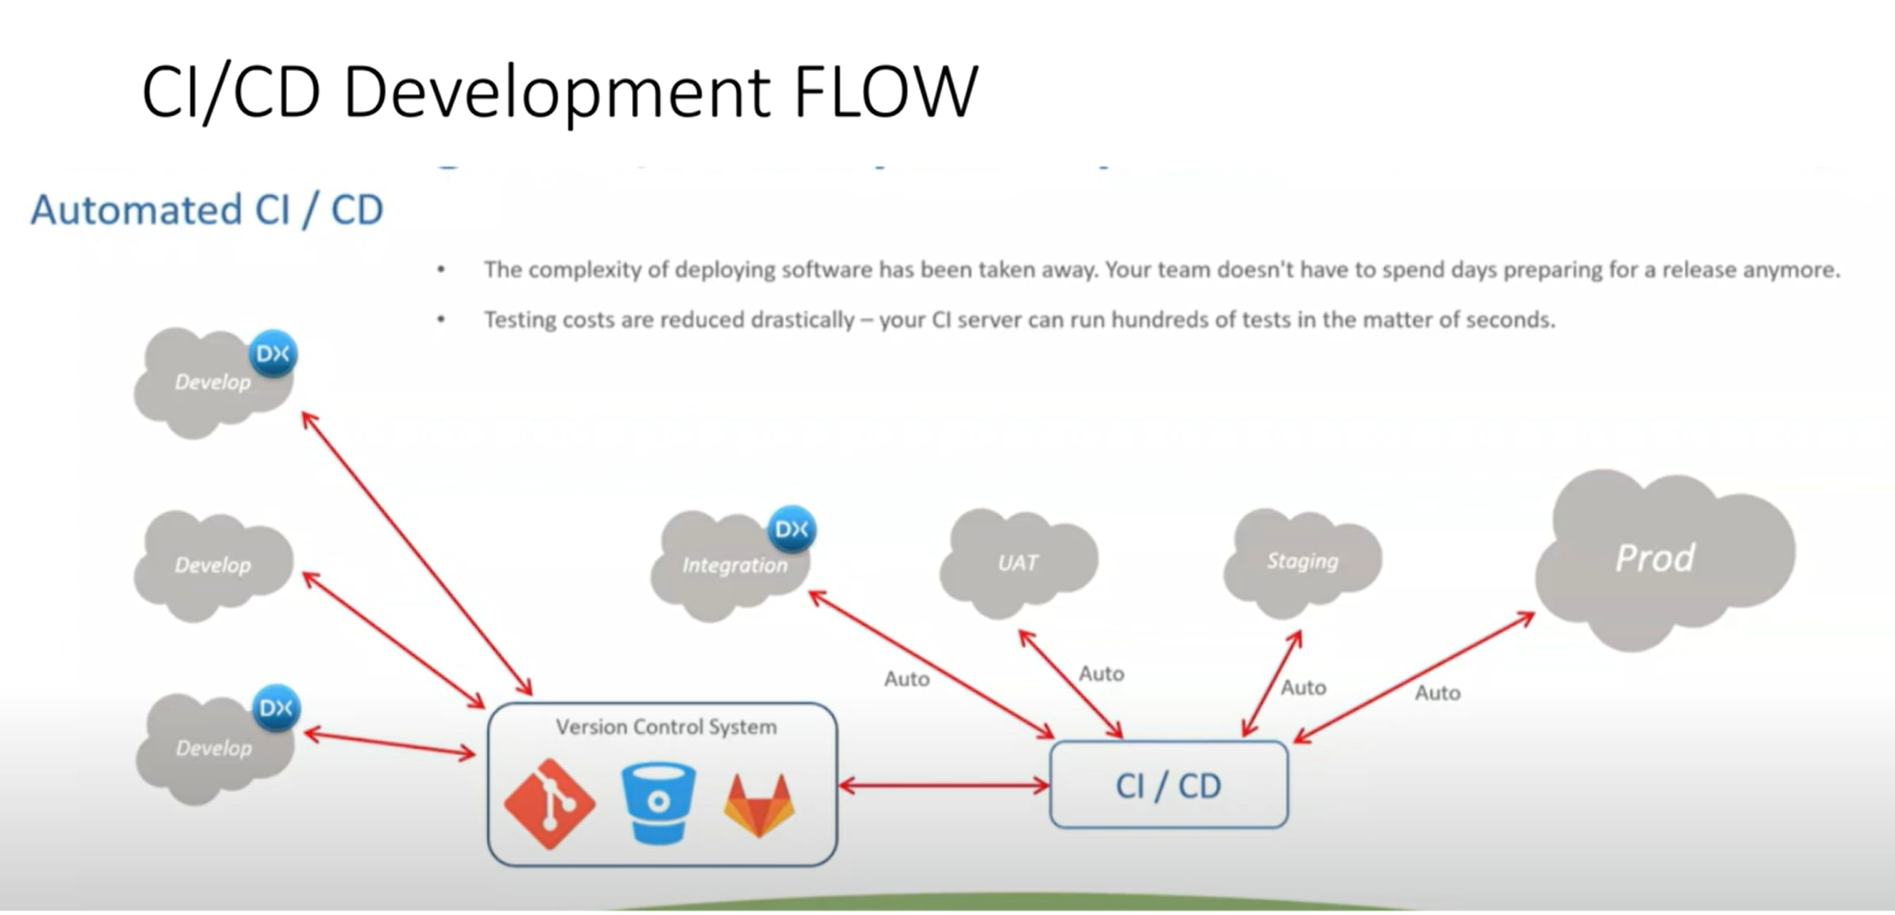 CI/CD Development FLOW
Automated CI / CD
• The complexity of deploying software has been taken away. Your team doesn't have to spend days preparing for a release anymore.
• Testing costs are reduced drastically – your CI server can run hundreds of tests in the matter of seconds.
DX
Develop
Develop
DX
Develop
DX
Integration
UAT
Staging
Prod
Auto
Auto
Auto
Auto
Version Control System
CI / CD